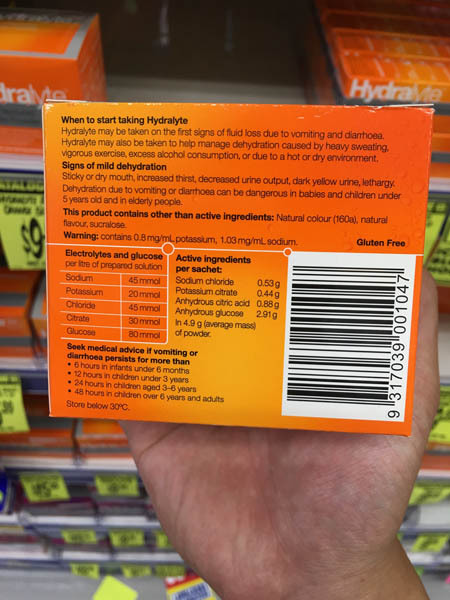 Hydralyte
dralyte
When to start taking Hydralyte
Hydralyte may be taken on the first signs of fluid loss due to vomiting and diarrhoea.
Hydralyte may also be taken to help manage dehydration caused by heavy sweating,
vigorous exercise, excess alcohol consumption, or due to a hot or dry environment.
Signs of mild dehydration
Sticky or dry mouth, increased thirst, decreased urine output, dark yellow urine, lethargy.
Dehydration due to vomiting or diarrhoea can be dangerous in babies and children under
5 years old and in elderly people.
This product contains other than active ingredients: Natural colour (160a), natural
flavour, sucralose.
Warning: contains 0.8 mg/mL potassium, 1.03 mg/mL sodium.
Gluten Free
Electrolytes and glucose
per litre of prepared solution
Sodium 45 mmol
Potassium 20 mmol
Chloride 45 mmol
Citrate 30 mmol
Glucose 80 mmol
Active ingredients
per sachet:
Sodium chloride 0.53 g
Potassium citrate 0.44 g
Anhydrous citric acid 0.88 g
Anhydrous glucose 2.91 g
In 4.9 g (average mass)
of powder.
Seek medical advice if vomiting or
diarrhoea persists for more than
• 6 hours in infants under 6 months
• 12 hours in children under 3 years
• 24 hours in children aged 3-6 years
• 48 hours in children over 6 years and adults
Store below 30°C.
9 317039 001047
$9